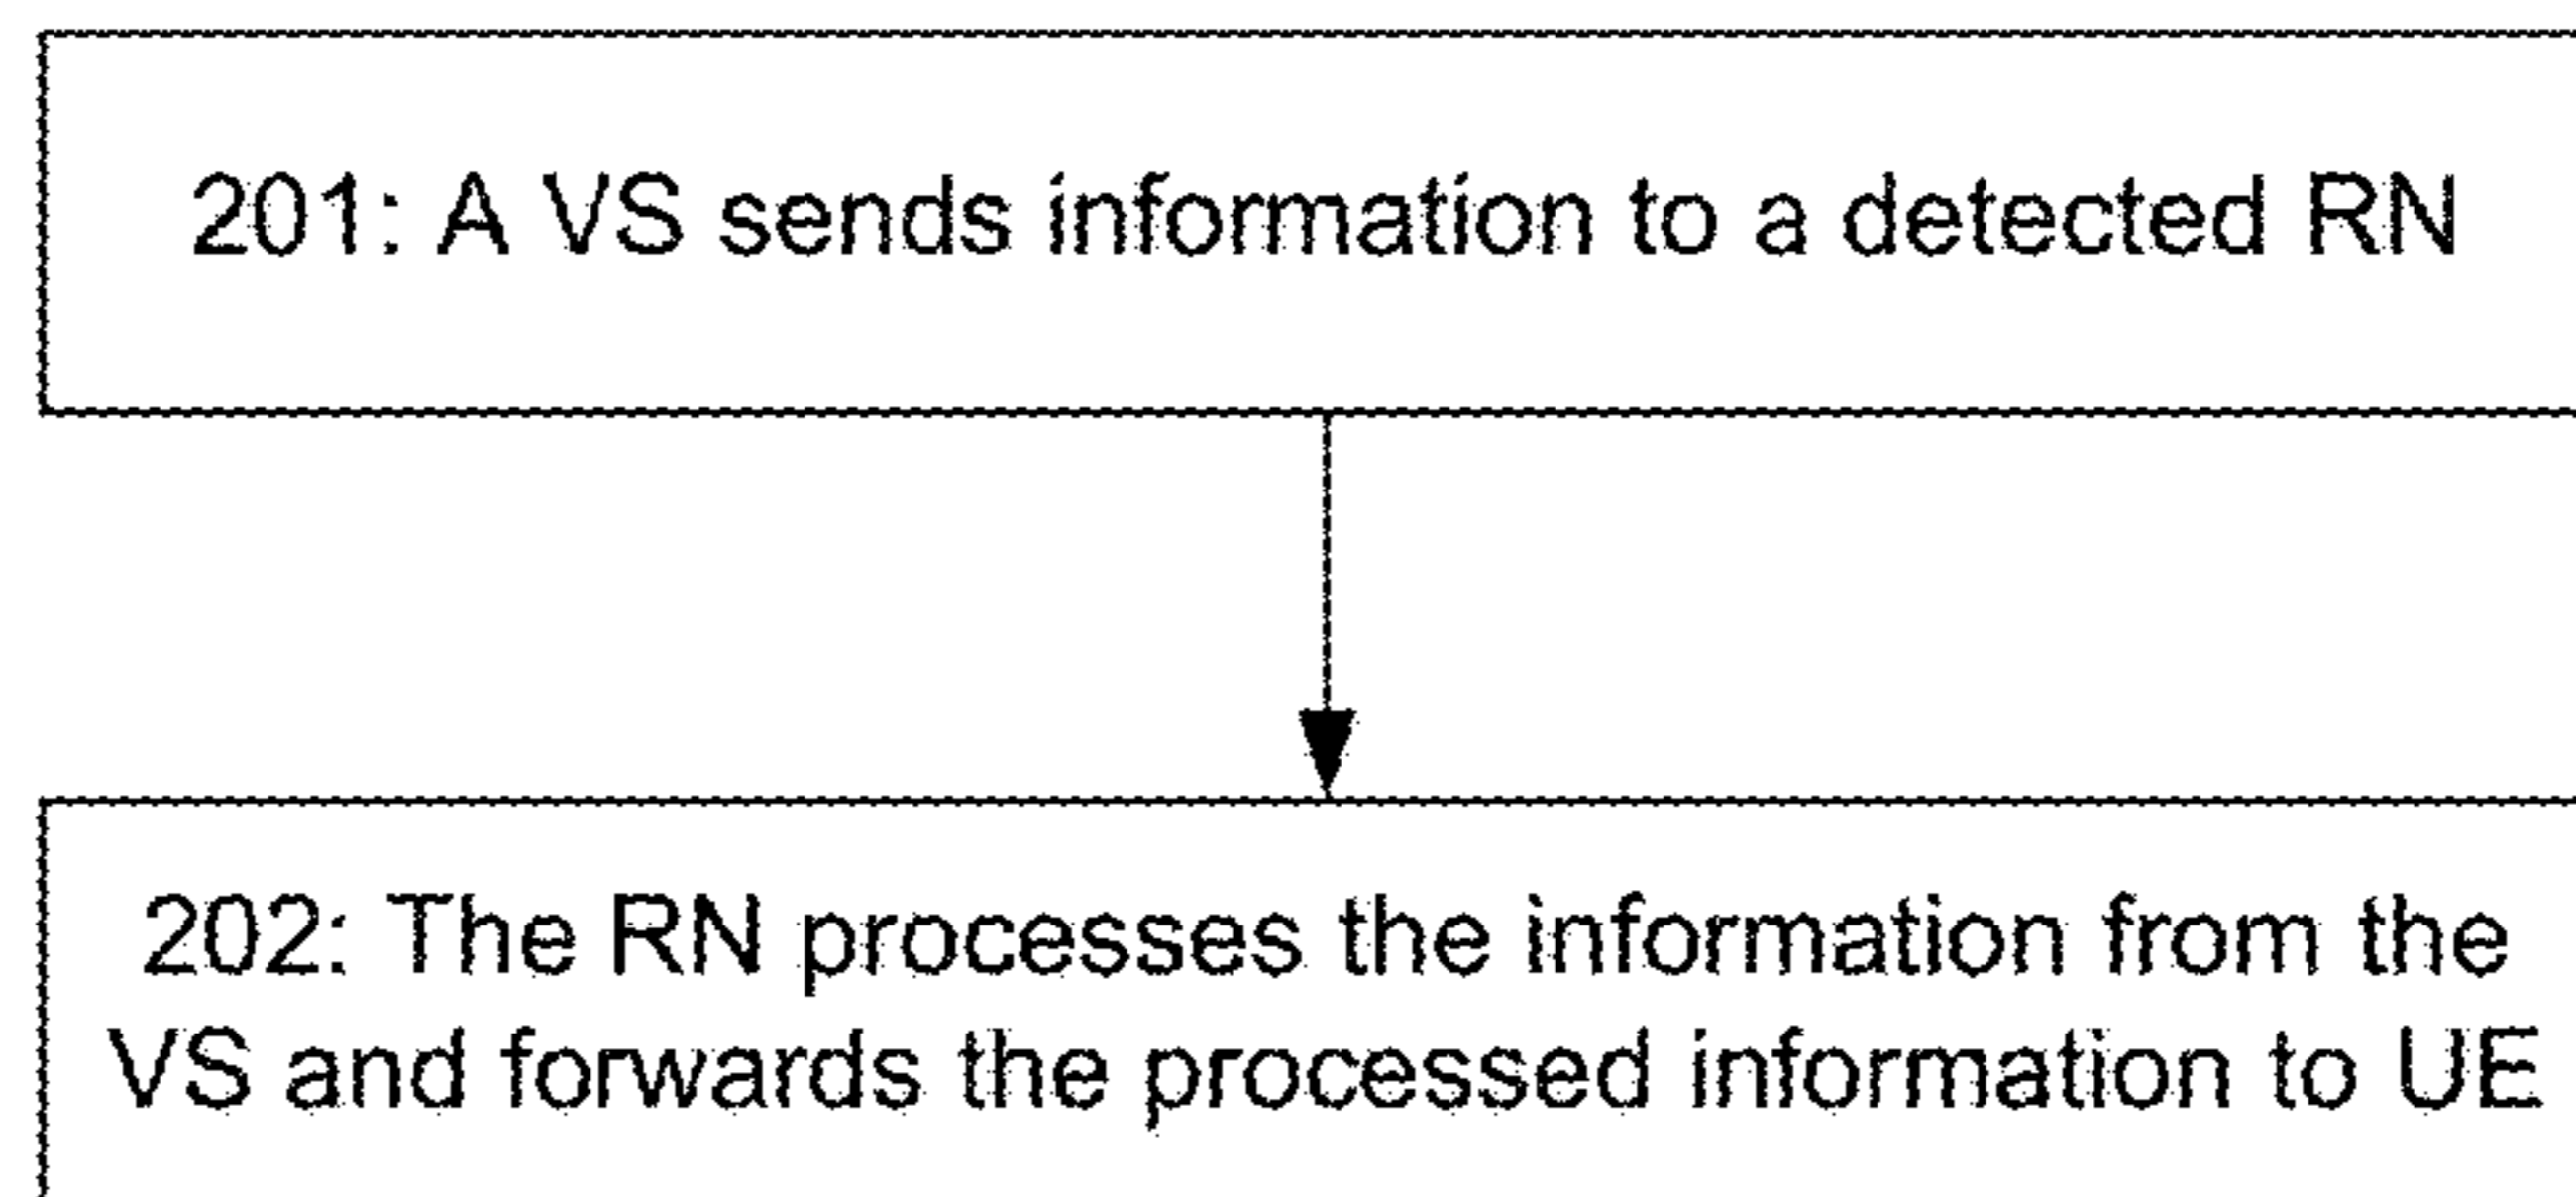 201: A VS sends information to a detected RN
202: The RN processes the information from the
VS and forwards the processed information to UE